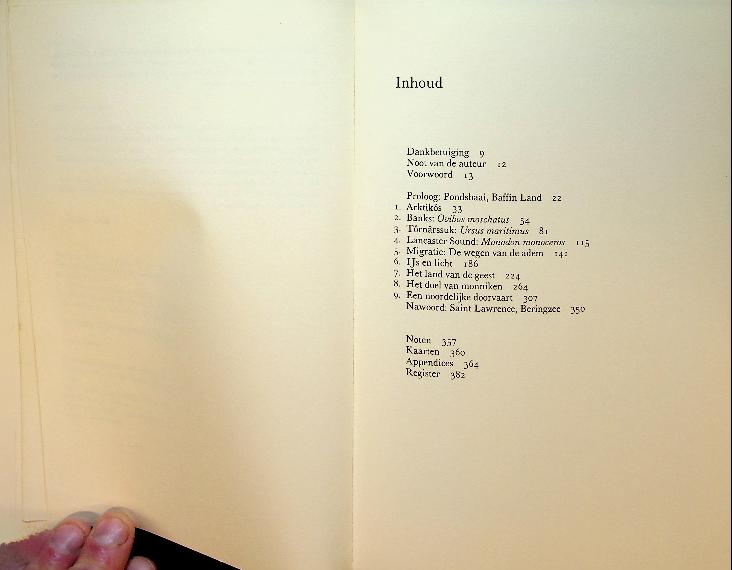 Inhoud
Dankbetuiging 9
Noot van de auteur 12
Voorwoord 13
Proloog: Pondsbaai, Baffin Land 22
1. Arktikós 33
2. Banks: Ovibos moschatus 54
3. Tôrnârssuk: Ursus maritimus 81
4. Lancaster Sound: Monodon monoceros 115
5. Migratie: De wegen van de adem 141
6. IJs en licht 186
7. Het land van de geest 224
8. Het doel van monniken 264
9. Een noordelijke doorvaart 307
Nawoord: Saint Lawrence, Beringzee 350
Noten 357
Kaarten 360
Appendices 364
Register 382